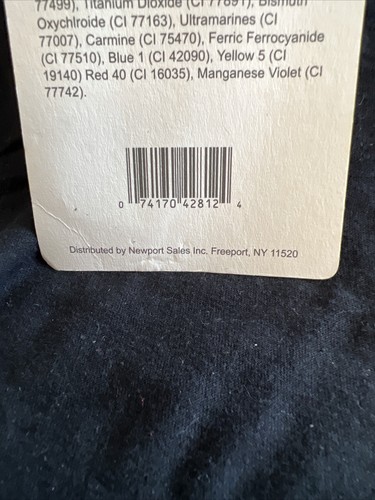 77499), Titanium Dioxide (CI 77891), Bismuth
Oxychlroide (CI 77163), Ultramarines (CI
77007), Carmine (CI 75470), Ferric Ferrocyanide
(CI 77510), Blue 1 (CI 42090), Yellow 5 (CI
19140) Red 40 (CI 16035), Manganese Violet (CI
77742).
0 74170 42812 4
Distributed by Newport Sales Inc. Freeport, NY 11520